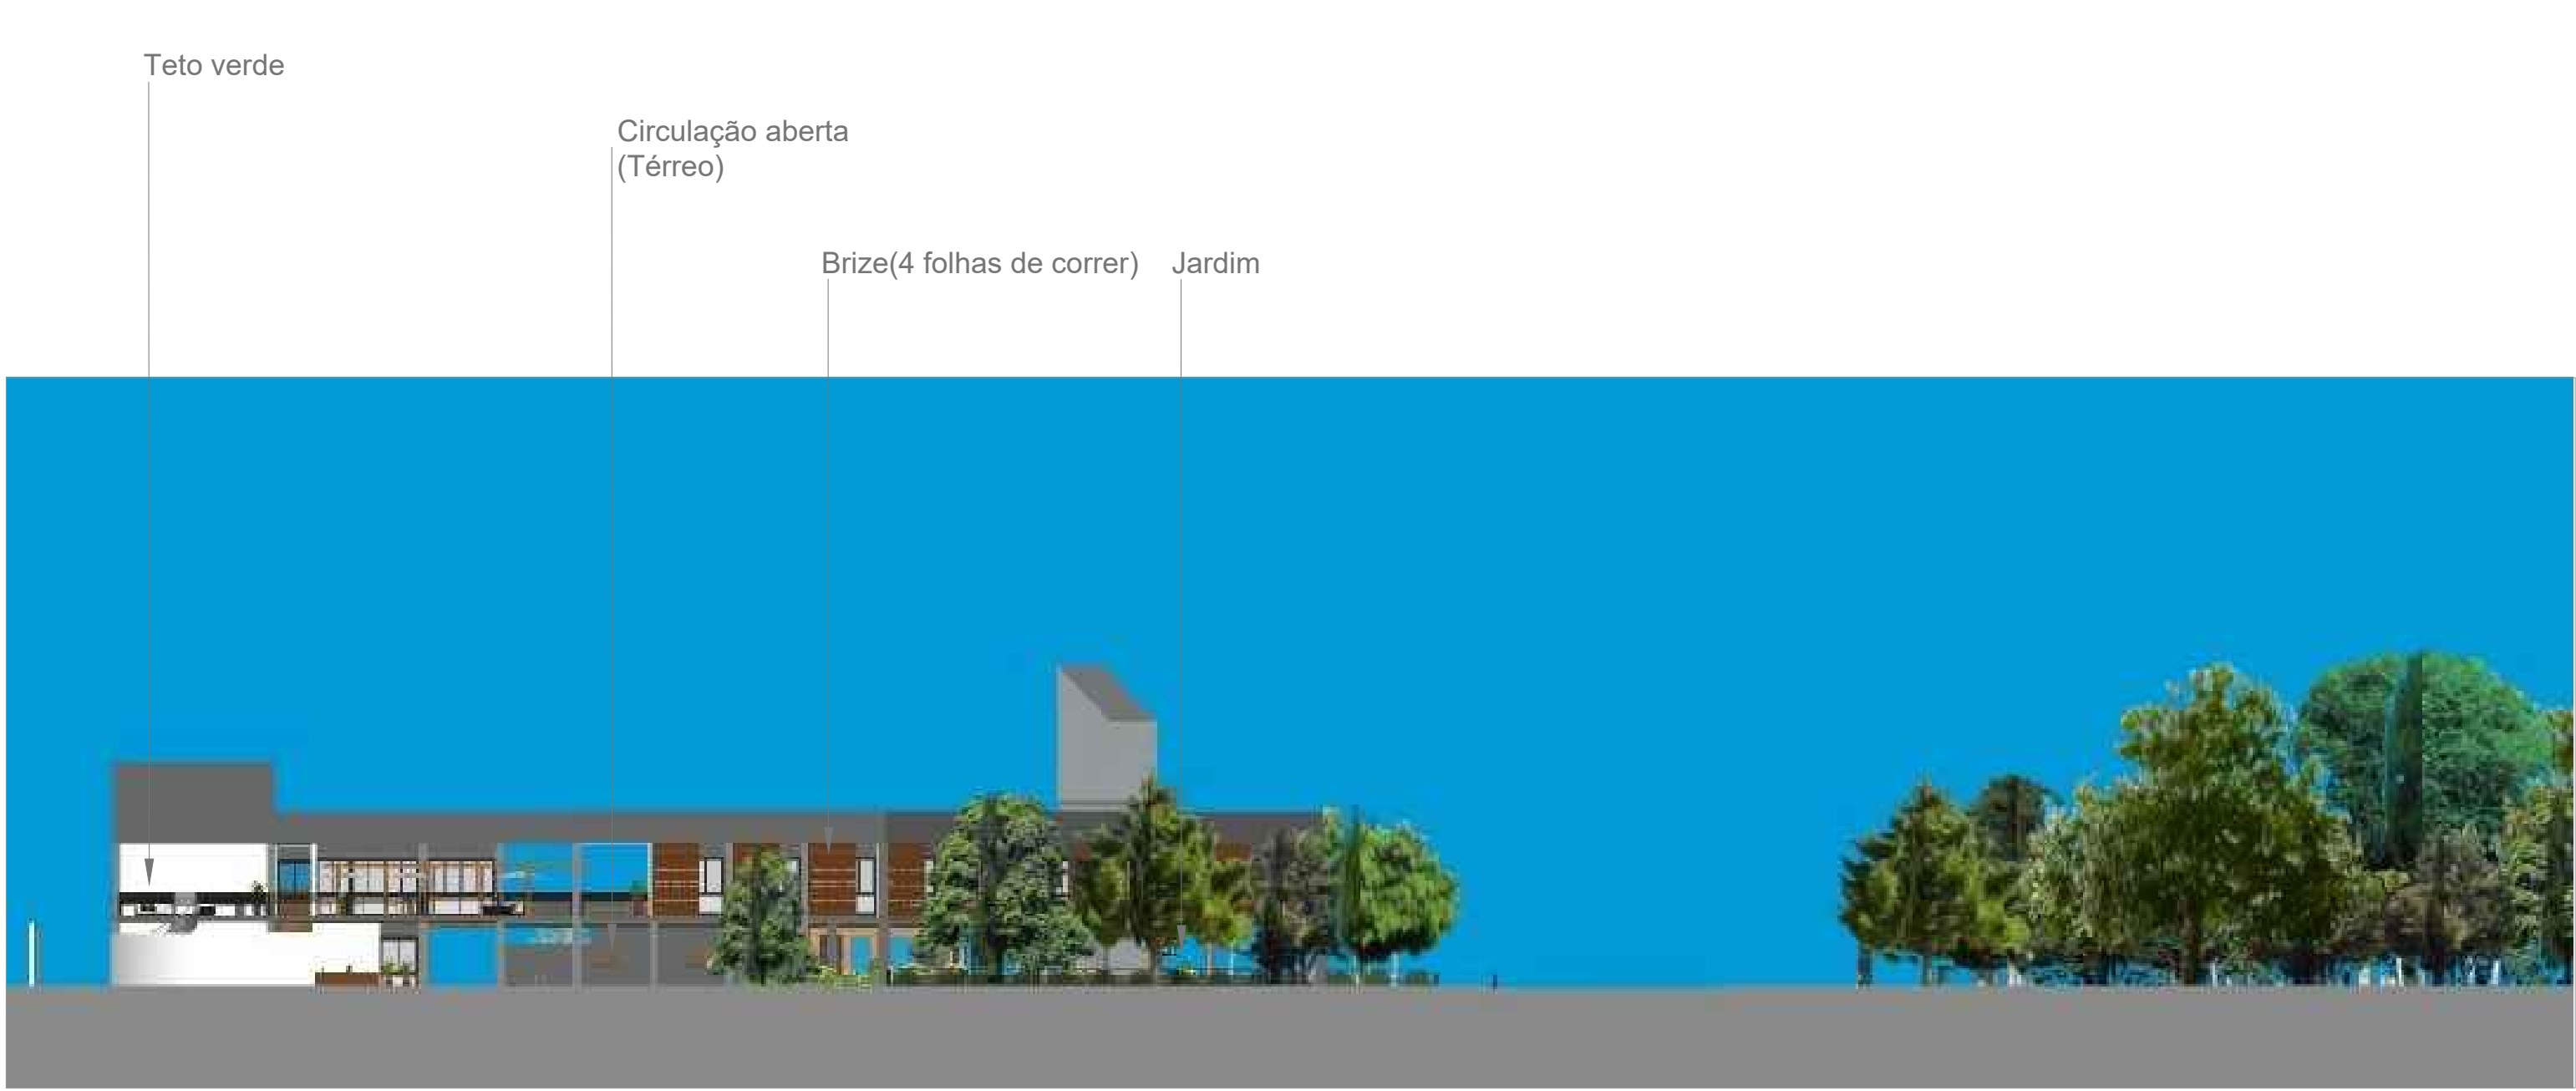 Teto verde
Circulação aberta
(Térreo)
Brize(4 folhas de correr)
Jardim